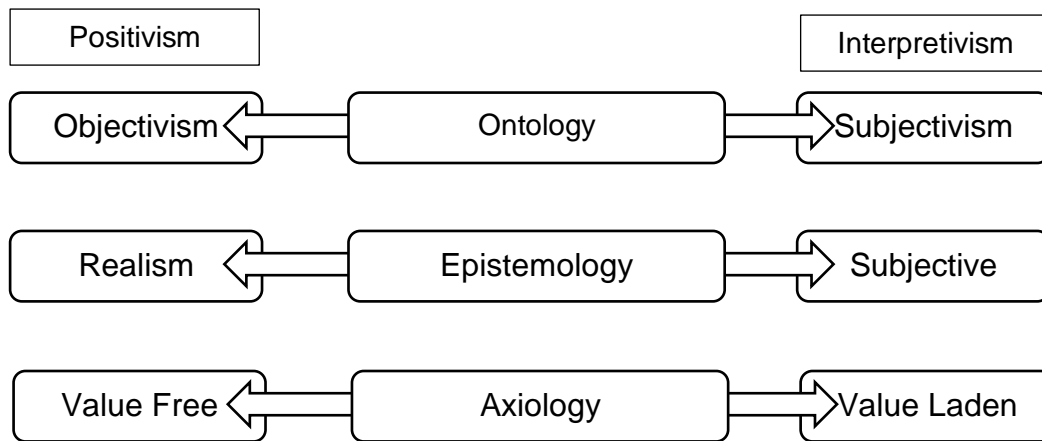 Positivism
Interpretivism
Objectivism
Ontology
Subjectivism
Realism
Epistemology
Subjective
Value Free
Axiology
Value Laden